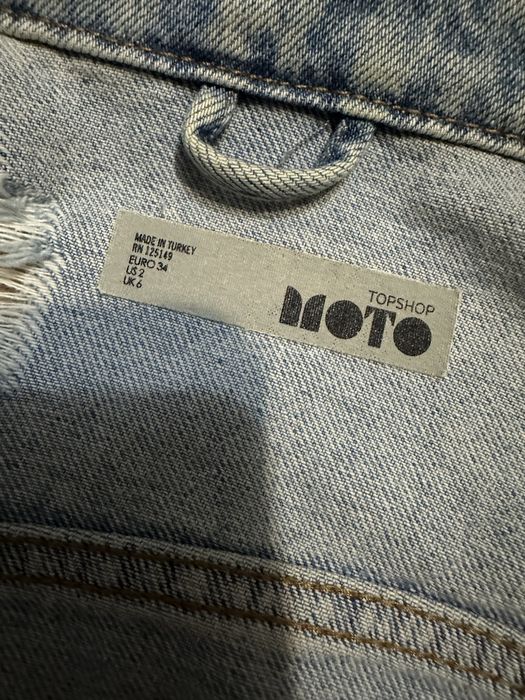 MADE IN TURKEY
RN 125149
EURO 34
US 2
UK 6
TOPSHOP
MOTO